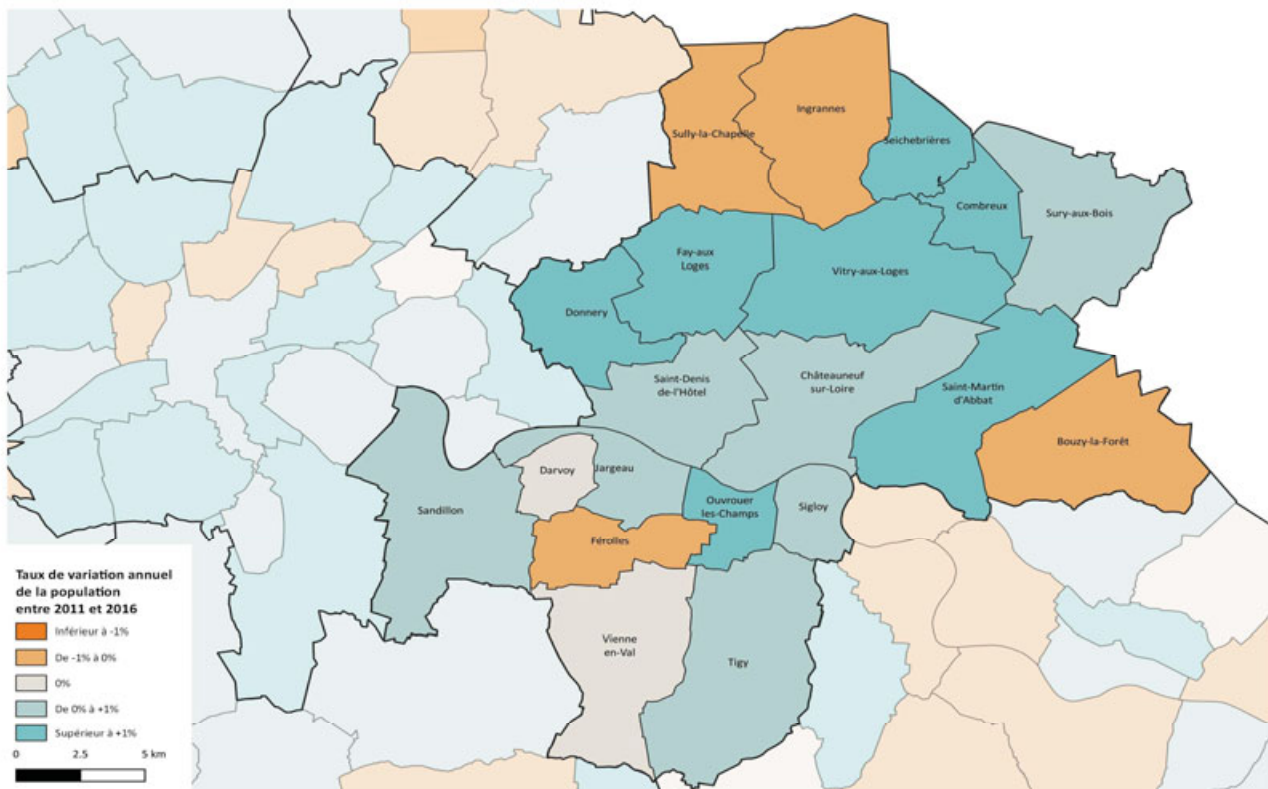 Ingrannes
Sully-la-Chapelle
Seichebrières
Combreux
Sury-aux-Bois
Fay-aux
Loges
Vitry-aux-Loges
Donnery
Saint-Denis
de-l'Hôtel
Châteauneuf
sur-Loire
Saint-Martin
d'Abbat
Bouzy-la-Forêt
Darvoy
Jargeau
Sandillon
Ouvrouer
les-Champs
Sigloy
Férolles
Vienne
en-Val
Tigy
Taux de variation annuel
de la population
entre 2011 et 2016
Inférieur à -1%
De -1% à 0%
0%
De 0% à +1%
Supérieur à +1%
0 2.5 5 km